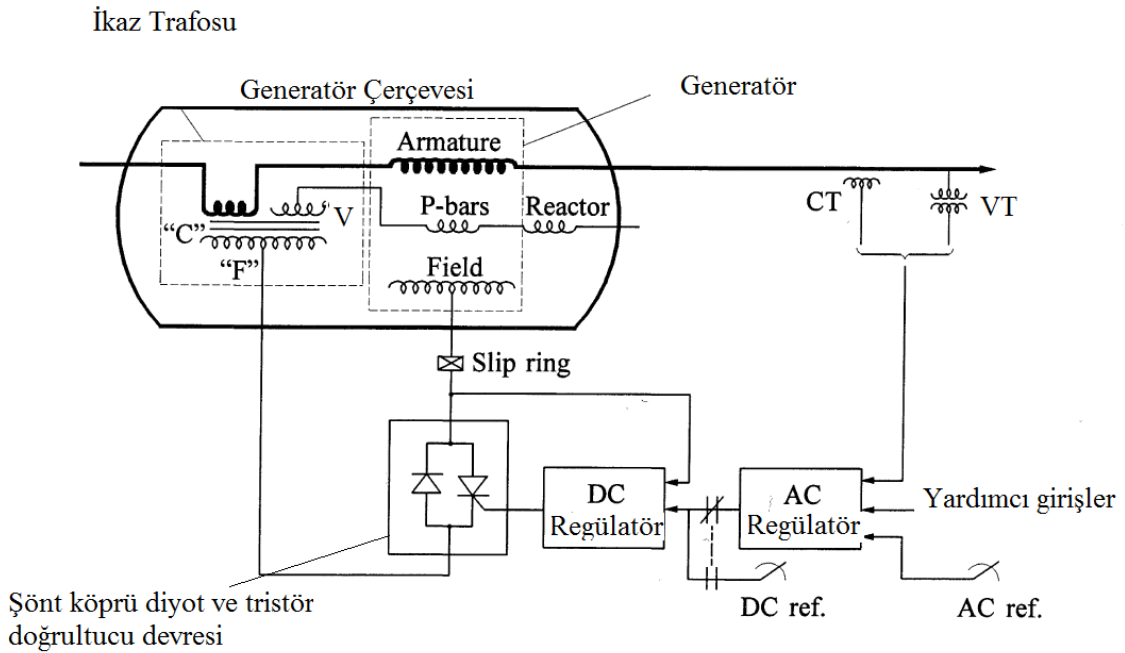 İkaz Trafosu
Generatör Çerçevesi
Generatör
Armature
CT
VT
"C"
V
P-bars
Reactor
"F"
Field
Slip ring
DC
Regülatör
AC
Regülatör
Yardımcı girişler
DC ref.
AC ref.
Şönt köprü diyot ve tristör
doğrultucu devresi